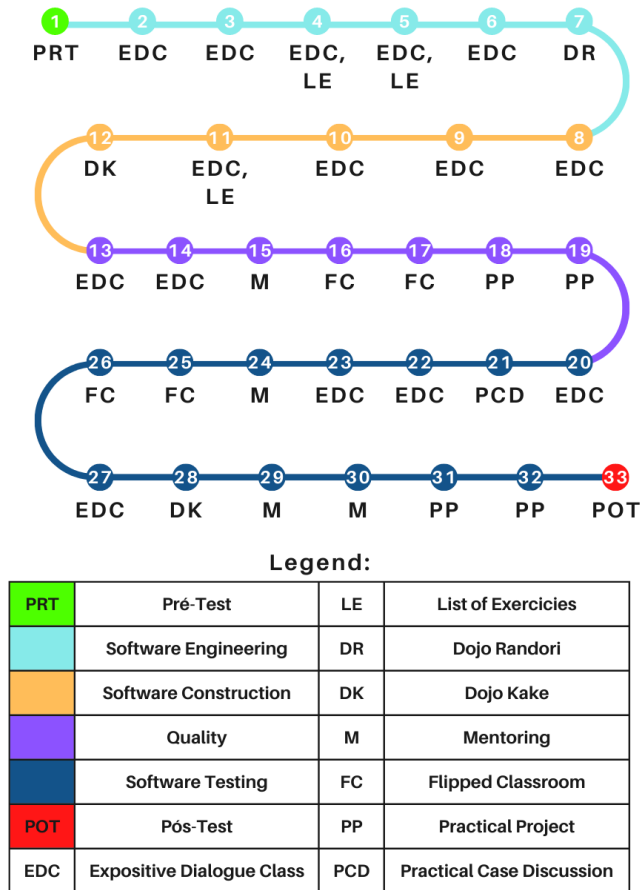 1 2 3 4 5 6 7
PRT EDC EDC EDC, EDC, EDC DR
LE LE
12 11 10 9 8
DK EDC, EDC EDC EDC
LE
13 14 15 16 17 18 19
EDC EDC M FC FC PP PP
26 25 24 23 22 21 20
FC FC M EDC EDC PCD EDC
27 28 29 30 31 32 33
EDC DK M M PP PP POT
Legend:
PRT Pré-Test LE List of Exercicies
Software Engineering DR Dojo Randori
Software Construction DK Dojo Kake
Quality M Mentoring
Software Testing FC Flipped Classroom
POT Pós-Test PP Practical Project
EDC Expositive Dialogue Class PCD Practical Case Discussion